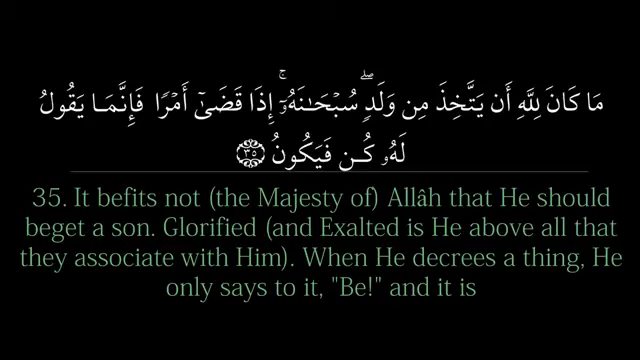 مَا كَانَ لِلَّهِ أَن يَتَّخِذَ مِن وَلَدٍۖ سُبْحَـٰنَهُۥٓۚ إِذَا قَضَىٰٓ أَمْرًا فَإِنَّمَا يَقُولُ
لَهُۥ كُن فَيَكُونُ ٣٥
35. It befits not (the Majesty of) Allâh that He should
beget a son. Glorified (and Exalted is He above all that
they associate with Him). When He decrees a thing, He
only says to it, "Be!" and it is